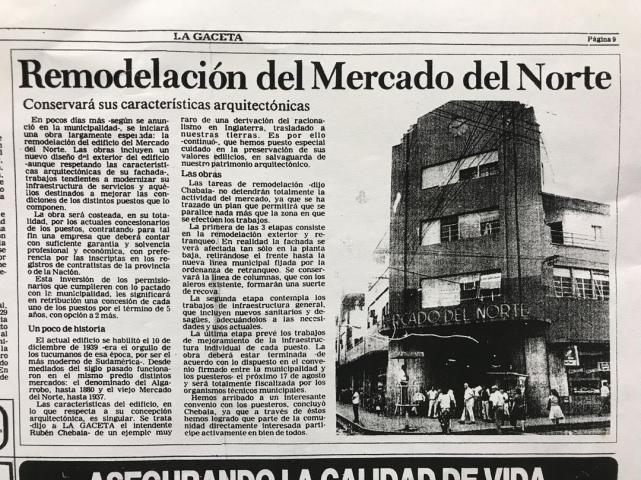 LA GACETA
Página 9
Remodelación del Mercado del Norte
Conservará sus características arquitectónicas
En pocos días más -según se anun-
ció en la municipalidad-, se iniciará
una obra largamente esperada: la
remodelación del edificio del Mercado
del Norte. Las obras incluyen un
nuevo diseño del exterior del edificio
-aunque respetando las característi-
cas arquitectónicas de su fachada-,
trabajos tendientes a modernizar su
infraestructura de servicios y aqué-
llos destinados a mejorar las condi-
ciones de los distintos puestos que lo
componen.
La obra será costeada, en su tota-
lidad, por los actuales concesionarios
de los puestos, contratando para tal
fin una empresa que deberá contar
con suficiente garantía y solvencia
profesional y económica, con prefe-
rencia por las inscriptas en los regis-
tros de contratistas de la provincia
o de la Nación.
Esta inversión de los permisio-
narios que cumplieren con lo pactado
con la municipalidad, les significará
en retribución una concesión de cada
uno de los puestos por el término de 5
años, con opción a 2 más.
Un poco de historia
El actual edificio se habilitó el 10 de
diciembre de 1939 «era el orgullo de
los tucumanos de esa época, por ser el
más moderno de Sudamérica». Desde
mediados del siglo pasado funciona-
ron en el mismo predio distintos
mercados: el denominado del Alga-
rrobo, hasta 1880 y el viejo Mercado
del Norte, hasta 1937.
Las características del edificio, en
lo que respecta a su concepción
arquitectónica, es singular. Se trata
-dijo a LA GACETA el intendente
Rubén Chebaia- de un ejemplo muy
raro de una derivación del raciona-
lismo en Inglaterra, trasladado a
nuestras tierras. Es por ello
-continuó-, que hemos puesto especial
cuidado en la preservación de sus
valores edilicios, en salvaguarda de
nuestro patrimonio arquitectónico.
Las obras
Las tareas de remodelación -dijo
Chebaia- no detendrán totalmente la
actividad del mercado, ya que se ha
trazado un plan que permitirá que se
paralice nada más que la zona en que
se efectúen los trabajos.
La primera de las 3 etapas consiste
en la remodelación exterior y re-
tranqueo. En realidad la fachada se
verá afectada tan sólo en la planta
baja, retirándose el frente hasta la
nueva línea municipal fijada por la
ordenanza de retranqueo. Se conser-
vará la línea de columnas, que con los
aleros existente, formarán una suerte
de recova.
La segunda etapa contempla los
trabajos de infraestructura general,
que incluyen nuevos sanitarios y de-
sagües, adecuándolos a las necesi-
dades y usos actuales.
La última etapa prevé los trabajos
de mejoramiento de la infraestruc-
tura individual de cada puesto. La
obra deberá estar terminada -de
acuerdo con lo dispuesto en el conve-
nio firmado entre la municipalidad y
los puesteros- el próximo 17 de agosto
y será totalmente fiscalizada por los
organismos técnicos municipales.
Hemos arribado a un interesante
convenio con los puesteros, concluyó
Chebaia, ya que a través de éstos
hemos logrado que parte de la comu-
nidad directamente interesada parti-
cipe activamente en bien de todos.
MERCADO DEL NORTE
ASEGURANDO LA CALIDAD DE VIDA